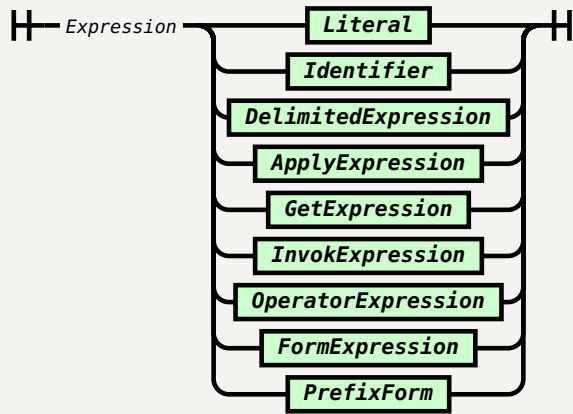 Expression Literal
Identifier
DelimitedExpression
ApplyExpression
GetExpression
InvokExpression
OperatorExpression
FormExpression
PrefixForm